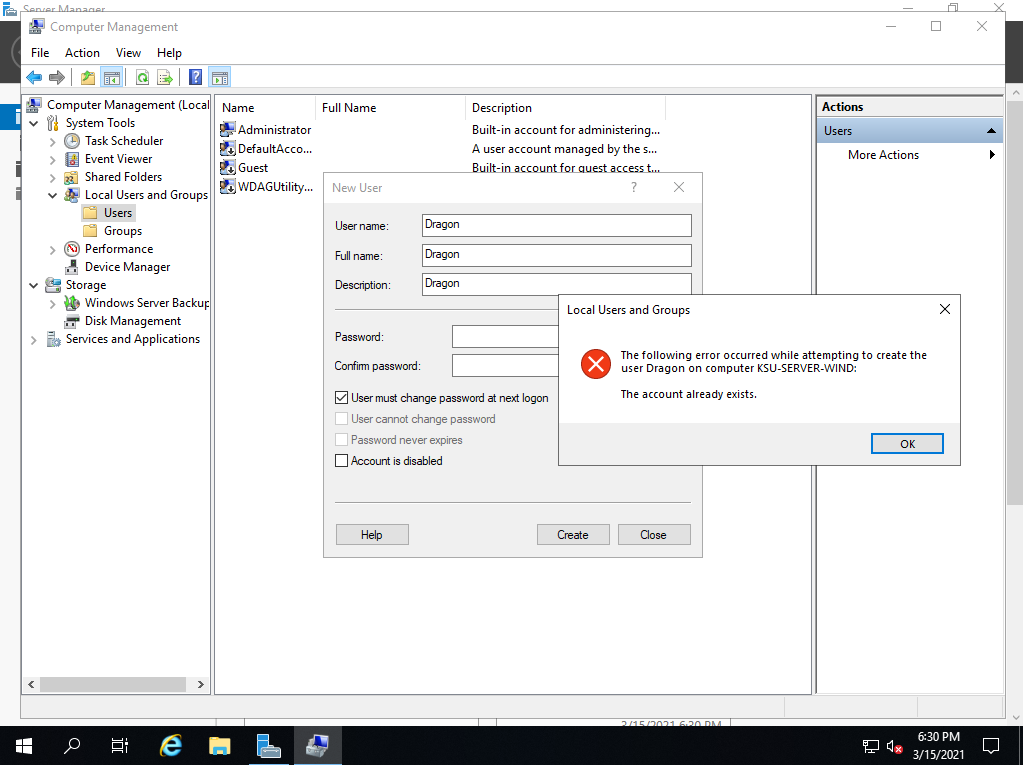 Server Manager
Computer Management
File Action View Help
Computer Management (Local
System Tools
Task Scheduler
Event Viewer
Shared Folders
Local Users and Groups
Users
Groups
Performance
Device Manager
Storage
Windows Server Backup
Disk Management
Services and Applications
Name Full Name Description
Administrator Built-in account for administering...
DefaultAcco... A user account managed by the s...
Guest Built-in account for guest access t...
WDAGUtility...
Actions
Users
More Actions
New User
User name: Dragon
Full name: Dragon
Description: Dragon
Password:
Confirm password:
User must change password at next logon
User cannot change password
Password never expires
Account is disabled
Help Create Close
Local Users and Groups
The following error occurred while attempting to create the
user Dragon on computer KSU-SERVER-WIND:
The account already exists.
OK
3/15/2021 6:30 PM
6:30 PM
3/15/2021